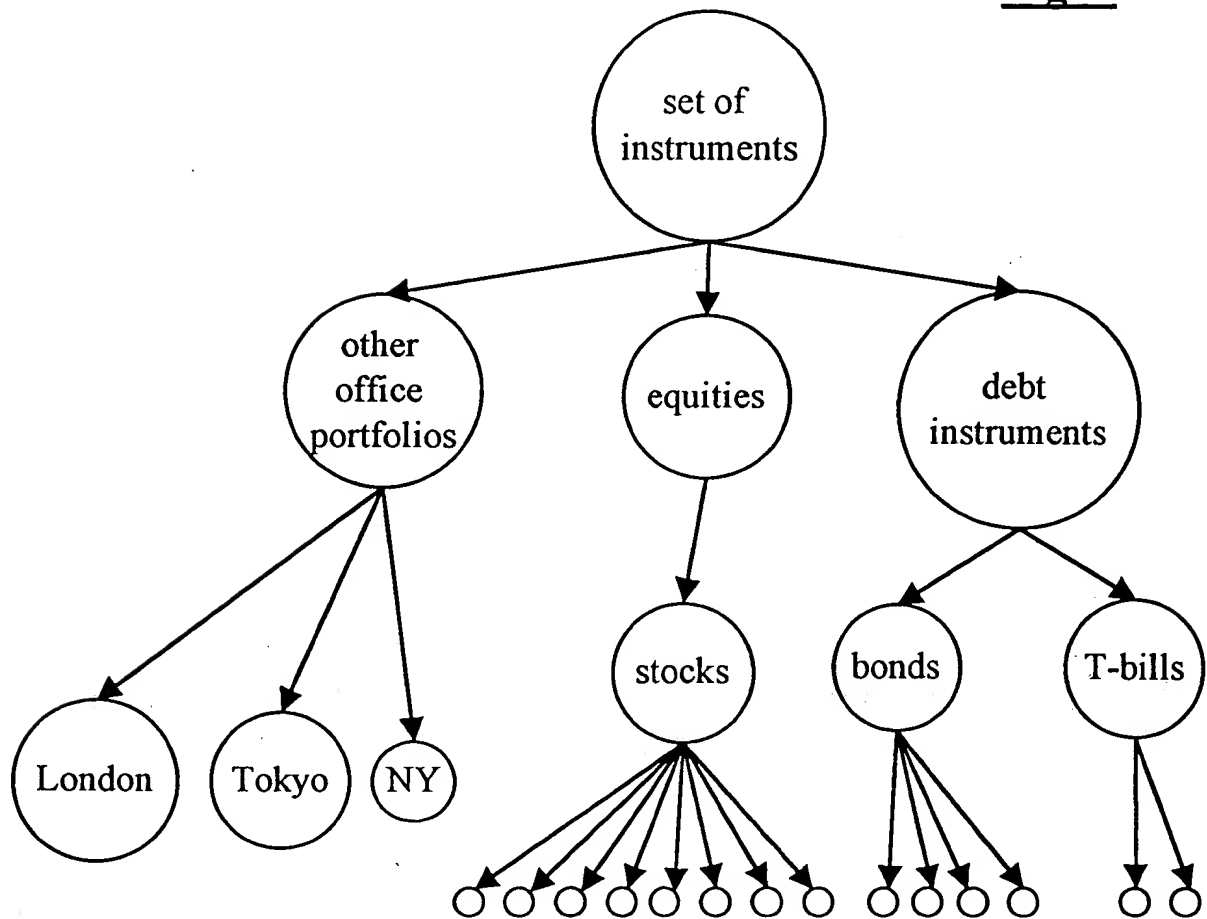 set of
instruments
other
office
portfolios
equities
debt
instruments
stocks
bonds
T-bills
London
Tokyo
NY